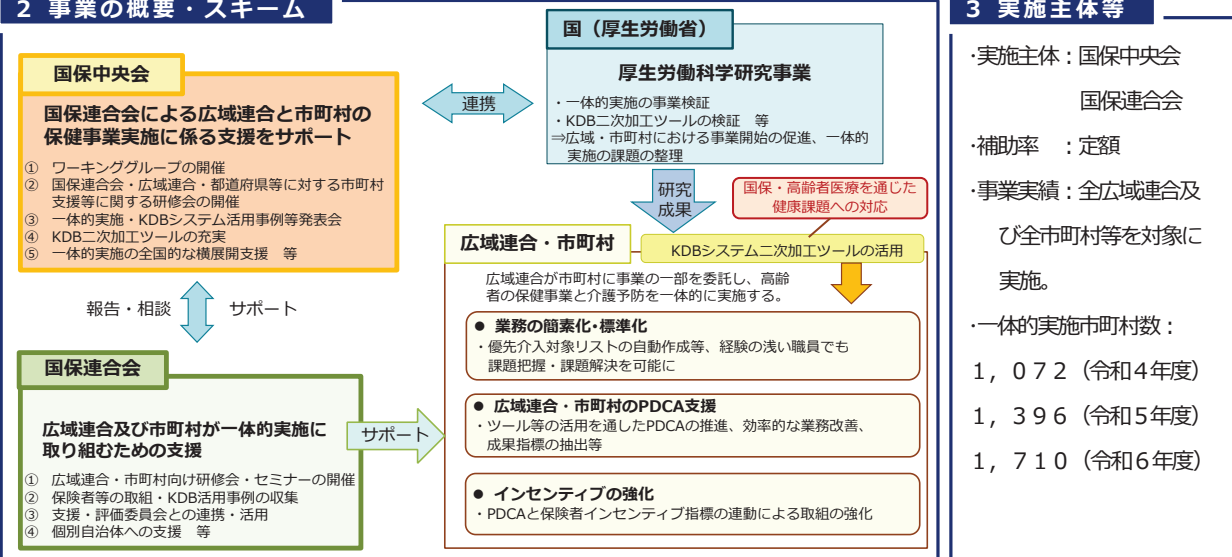 2 事業の概要・スキーム
国保中央会
国保連合会による広域連合と市町村の
保健事業実施に係る支援をサポート
① ワーキンググループの開催
② 国保連合会・広域連合・都道府県等に対する市町村
支援等に関する研修会の開催
③ 一体的実施・KDBシステム活用事例等発表会
④ KDB二次加工ツールの充実
⑤ 一体的実施の全国的な横展開支援 等
連携
国（厚生労働省）
厚生労働科学研究事業
・一体的実施の事業検証
・KDB二次加工ツールの検証 等
⇒広域・市町村における事業開始の促進、一体的
実施の課題の整理
研究
成果
国保・高齢者医療を通じた
健康課題への対応
報告・相談
サポート
国保連合会
広域連合及び市町村が一体的実施に
取り組むための支援
① 広域連合・市町村向け研修会・セミナーの開催
② 保険者等の取組・KDB活用事例の収集
③ 支援・評価委員会との連携・活用
④ 個別自治体への支援 等
サポート
広域連合・市町村
KDBシステム二次加工ツールの活用
広域連合が市町村に事業の一部を委託し、高齢
者の保健事業と介護予防を一体的に実施する。
● 業務の簡素化・標準化
・優先介入対象リストの自動作成等、経験の浅い職員でも
課題把握・課題解決を可能に
● 広域連合・市町村のPDCA支援
・ツール等の活用を通したPDCAの推進、効率的な業務改善、
成果指標の抽出等
● インセンティブの強化
・PDCAと保険者インセンティブ指標の連動による取組の強化
3 実施主体等
・実施主体：国保中央会
国保連合会
・補助率 ：定額
・事業実績：全広域連合及
び全市町村等を対象に
実施。
・一体的実施市町村数：
１，０７２（令和４年度）
１，３９６（令和５年度）
１，７１０（令和６年度）